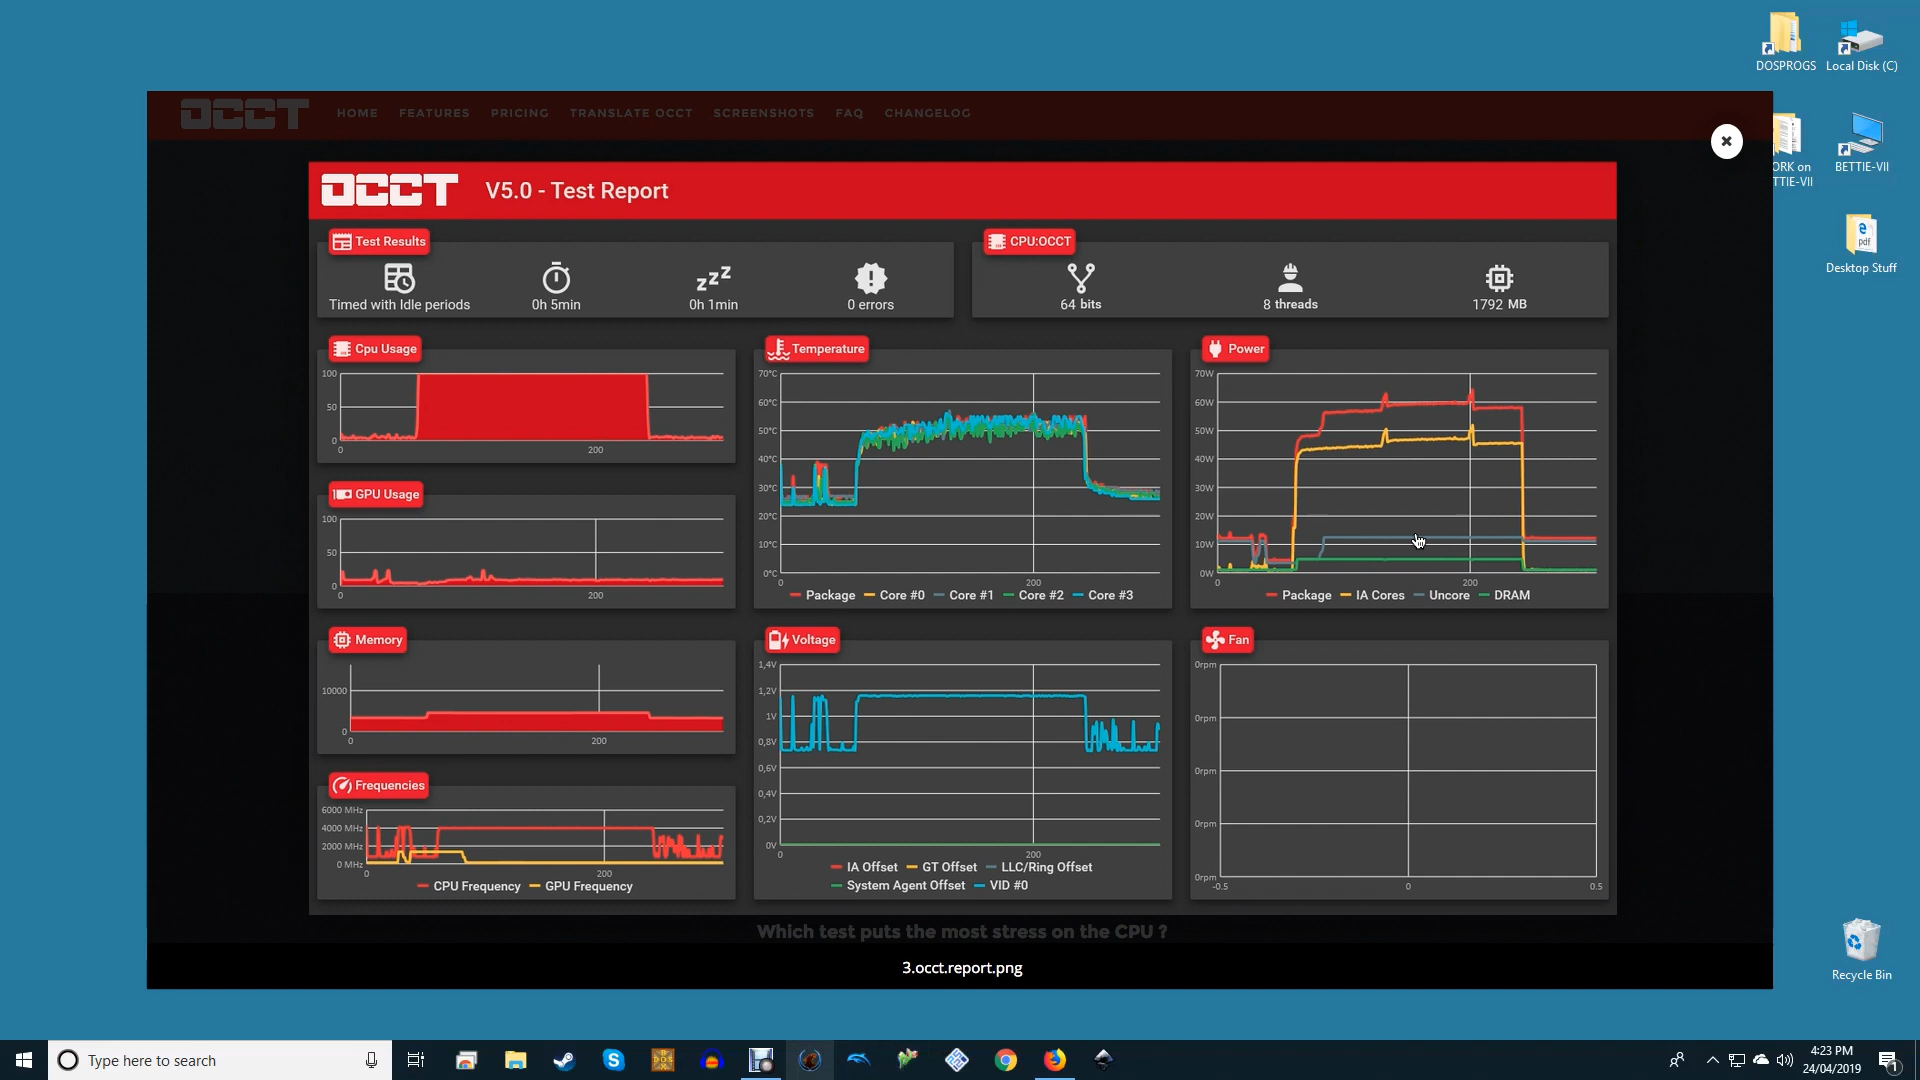 DOSPROGS
Local Disk (C)
ORK on
TTIE-VII
BETTIE-VII
Desktop Stuff
Recycle Bin
OCCT HOME FEATURES PRICING TRANSLATE OCCT SCREENSHOTS FAQ CHANGELOG
OCCT V5.0 - Test Report
Test Results
Timed with Idle periods 0h 5min 0h 1min 0 errors
zzZ
CPU:OCCT
64 bits 8 threads 1792 MB
Cpu Usage
100
50
0
0 200
GPU Usage
100
50
0
0 200
Memory
10000
0
0 200
Frequencies
6000 MHz
4000 MHz
2000 MHz
0 MHz
0 200
CPU Frequency GPU Frequency
Temperature
70°C
60°C
50°C
40°C
30°C
20°C
10°C
0°C
0 200
Package Core #0 Core #1 Core #2 Core #3
Voltage
1,4V
1,2V
1V
0,8V
0,6V
0,4V
0,2V
0V
0 200
IA Offset GT Offset LLC/Ring Offset
System Agent Offset VID #0
Power
70W
60W
50W
40W
30W
20W
10W
0W
0 200
Package IA Cores Uncore DRAM
Fan
0rpm
0rpm
0rpm
0rpm
0rpm
-0.5 0 0.5
Which test puts the most stress on the CPU ?
3.occt.report.png
Type here to search
DOS
4:23 PM
24/04/2019
1